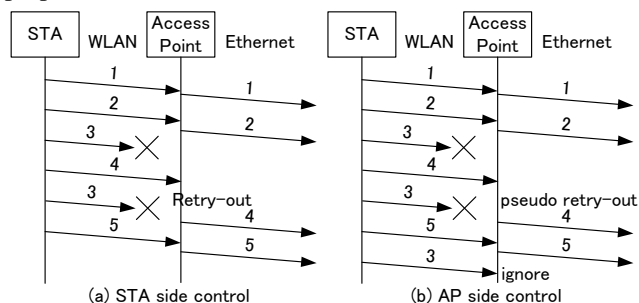 STA WLAN Access Point Ethernet
1
1
2
2
3
4
3 Retry-out
4
5
5
(a) STA side control
STA WLAN Access Point Ethernet
1
1
2
2
3
4
3 pseudo retry-out
4
5
5
3
ignore
(b) AP side control